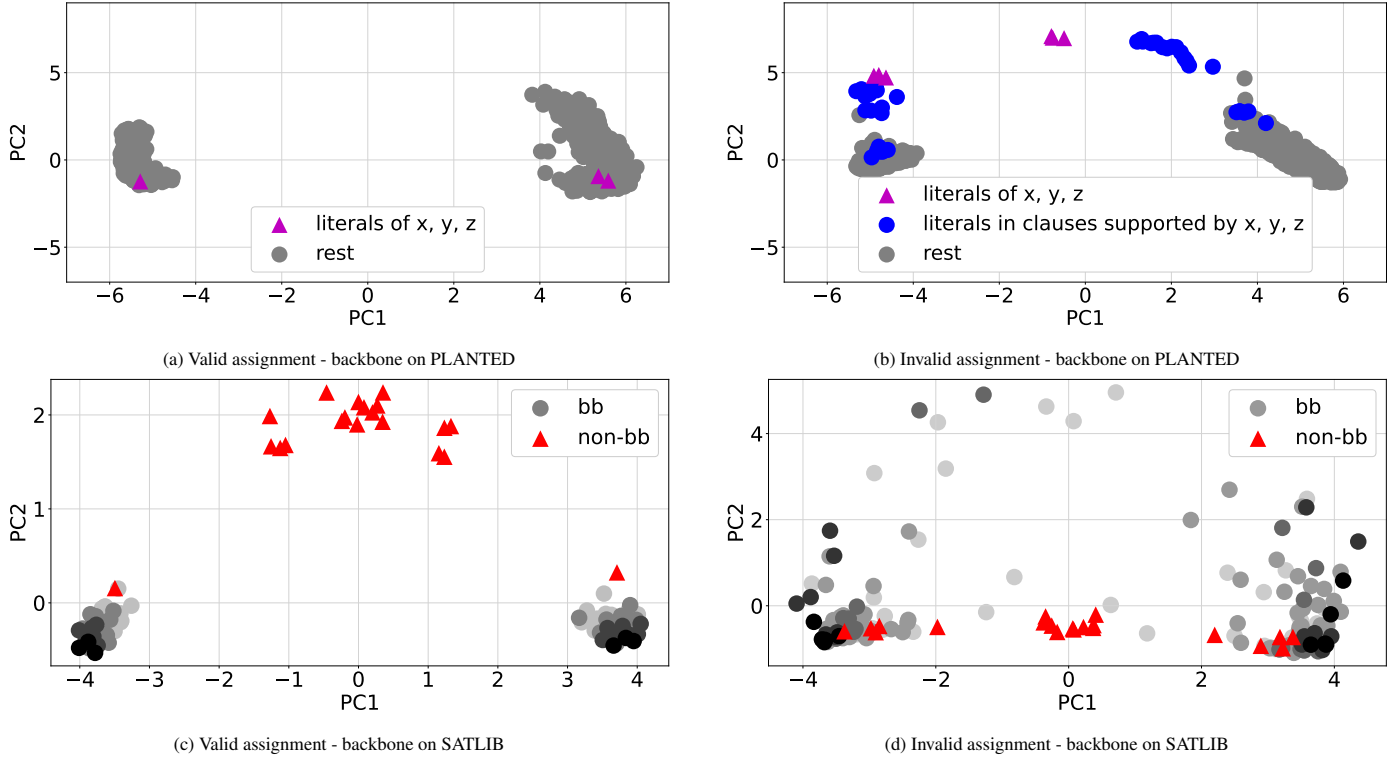 PC2
5
0
−5
−6
−4
−2
0
2
4
6
PC1
literals of x, y, z
rest
(a) Valid assignment - backbone on PLANTED
PC2
5
0
−5
−6
−4
−2
0
2
4
6
PC1
literals of x, y, z
literals in clauses supported by x, y, z
rest
(b) Invalid assignment - backbone on PLANTED
PC2
2
1
0
−4
−3
−2
−1
0
1
2
3
4
PC1
bb
non-bb
(c) Valid assignment - backbone on SATLIB
PC2
4
2
0
−4
−2
0
2
4
PC1
bb
non-bb
(d) Invalid assignment - backbone on SATLIB